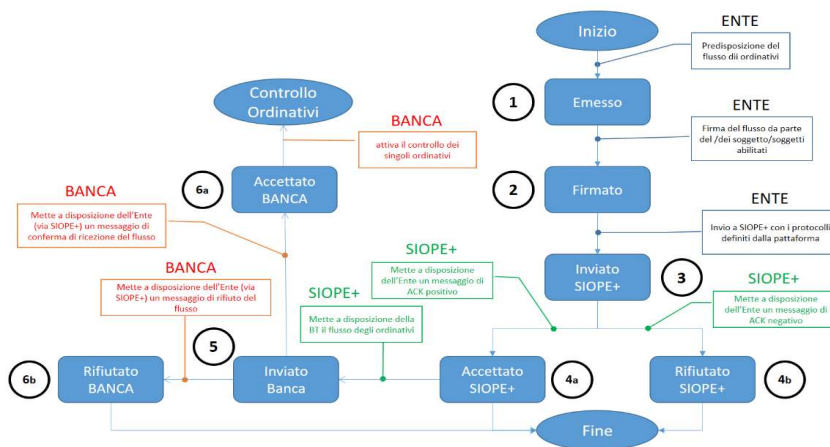 ENTE
Inizio
Predisposizione del
flusso dii ordinativi
1
Emesso
ENTE
Firma del flusso da parte
del /dei soggetto/soggetti
abilitati
Controllo
Ordinativi
BANCA
attiva il controllo dei
singoli ordinativi
6a
Accettato
BANCA
2
Firmato
ENTE
Invio a SIOPE+ con i protocolli
definiti dalla pattaforma
BANCA
Mette a disposizione dell'Ente
(via SIOPE+) un messaggio di
conferma di ricezione del flusso
SIOPE+
Mette a disposizione
dell'Ente un messaggio di
ACK positivo
Inviato
SIOPE+
3
SIOPE+
Mette a disposizione
dell'Ente un messaggio di
ACK negativo
BANCA
Mette a disposizione dell'Ente (via
SIOPE+) un messaggio di rifiuto del
flusso
SIOPE+
Mette a disposizione della
BT il flusso degli ordinativi
5
6b
Rifiutato
BANCA
Inviato
Banca
Accettato
SIOPE+
4a
Rifiutato
SIOPE+
4b
Fine